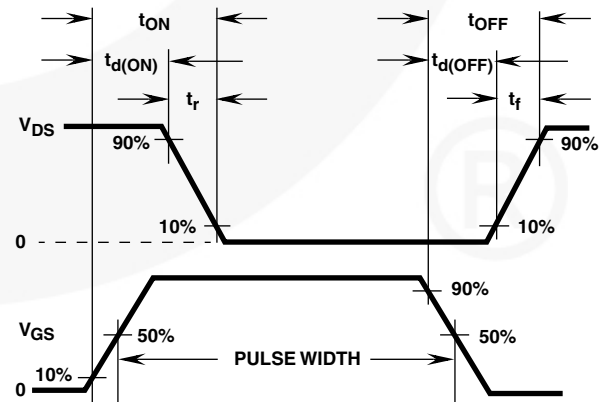 tON
tOFF
td(ON)
td(OFF)
tr
tf
VDS
90%
90%
10%
10%
0
90%
VGS
50%
50%
PULSE WIDTH
10%
0
R